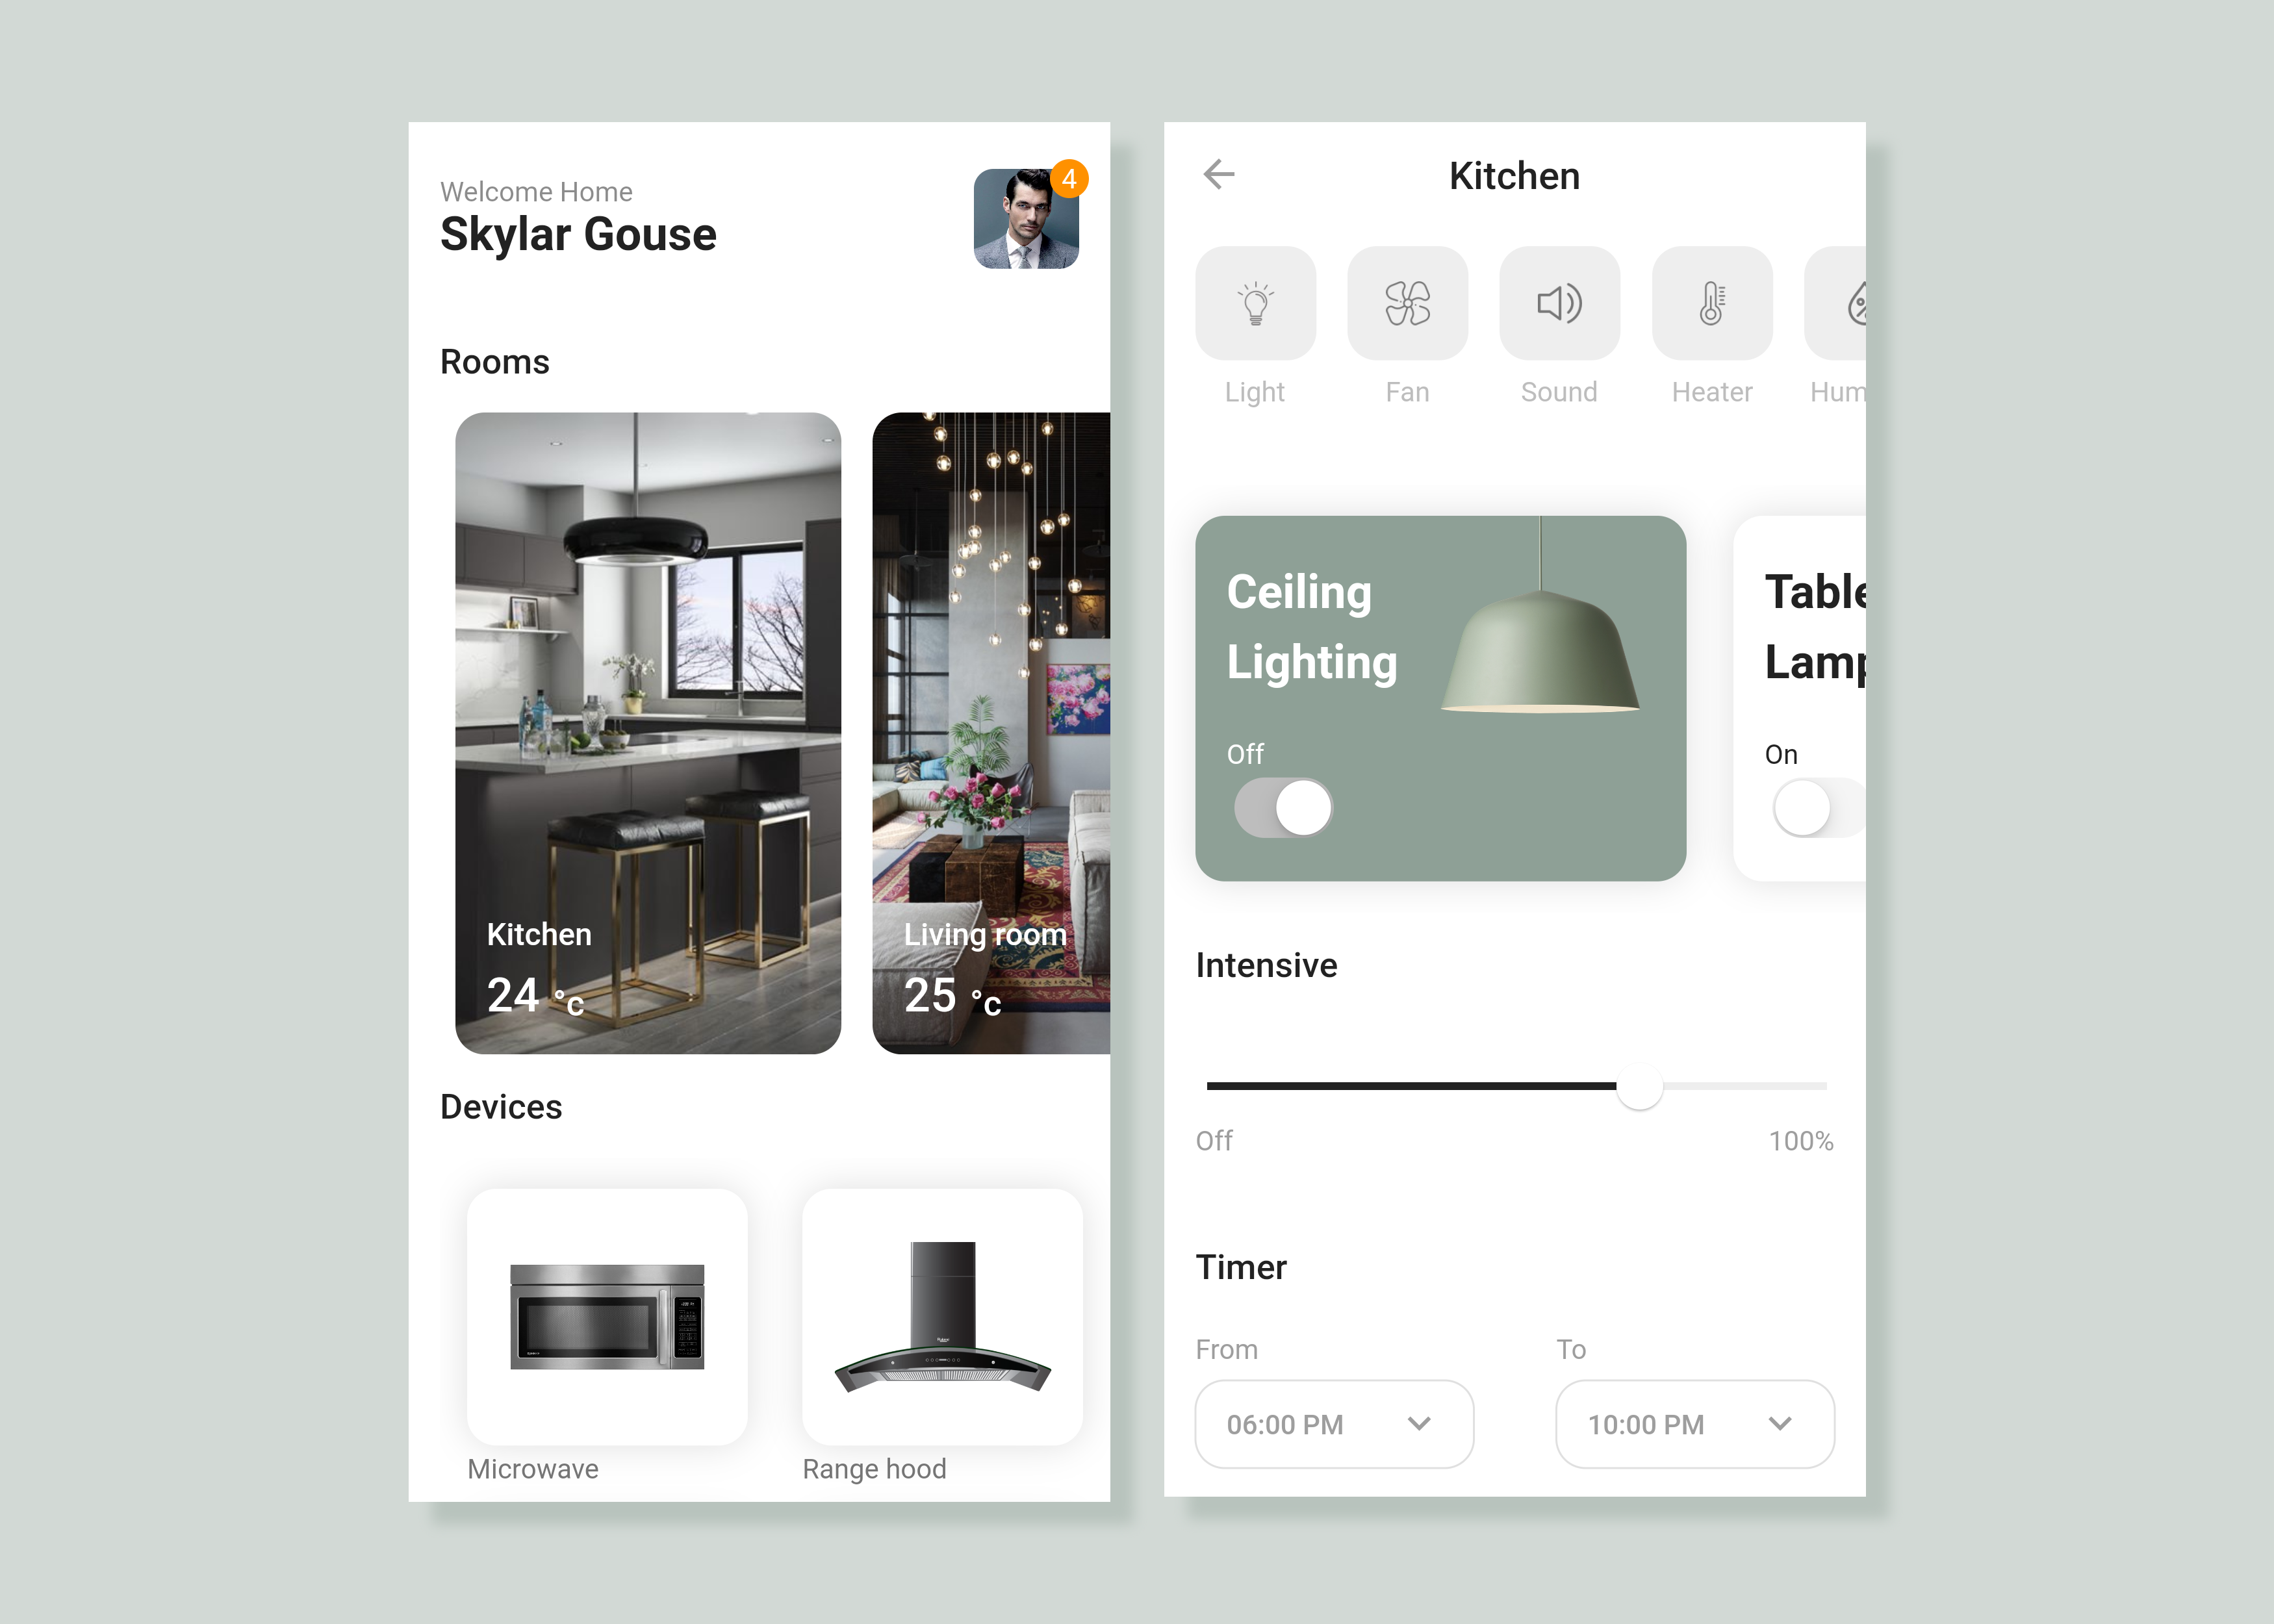 Welcome Home
Skylar Gouse
4
Rooms
Kitchen
24 °c
Living room
25 °c
Devices
Microwave
Range hood
Kitchen
Light
Fan
Sound
Heater
Hum
Ceiling
Lighting
Off
Table
Lamp
On
Intensive
Off
100%
Timer
From
To
06:00 PM
10:00 PM